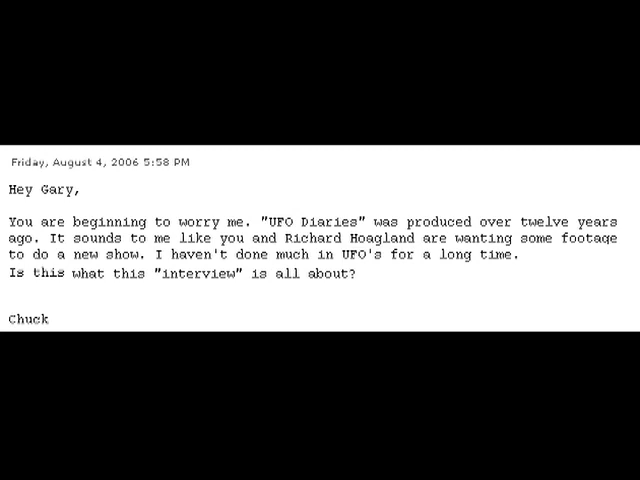 Friday, August 4, 2006 5:58 PM
Hey Gary,
You are beginning to worry me. "UFO Diaries" was produced over twelve years
ago. It sounds to me like you and Richard Hoagland are wanting some footage
to do a new show. I haven't done much in UFO's for a long time.
Is this what this "interview" is all about?
Chuck